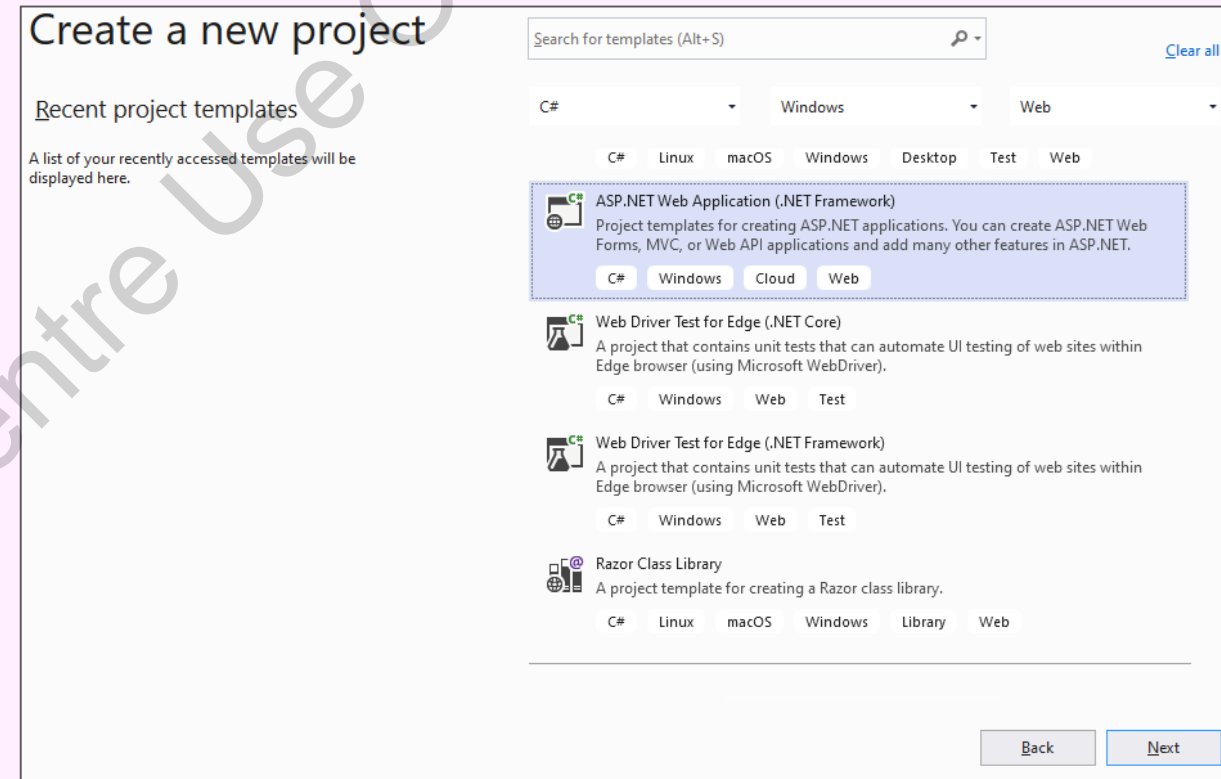 Create a new project
Search for templates (Alt+S)
Clear all
Recent project templates
A list of your recently accessed templates will be
displayed here.
C# Windows Web
C# Linux macOS Windows Desktop Test Web
C#
ASP.NET Web Application (.NET Framework)
Project templates for creating ASP.NET applications. You can create ASP.NET Web
Forms, MVC, or Web API applications and add many other features in ASP.NET.
C# Windows Cloud Web
C#
Web Driver Test for Edge (.NET Core)
A project that contains unit tests that can automate UI testing of web sites within
Edge browser (using Microsoft WebDriver).
C# Windows Web Test
C#
Web Driver Test for Edge (.NET Framework)
A project that contains unit tests that can automate UI testing of web sites within
Edge browser (using Microsoft WebDriver).
C# Windows Web Test
@
Razor Class Library
A project template for creating a Razor class library.
C# Linux macOS Windows Library Web
Back Next
Use